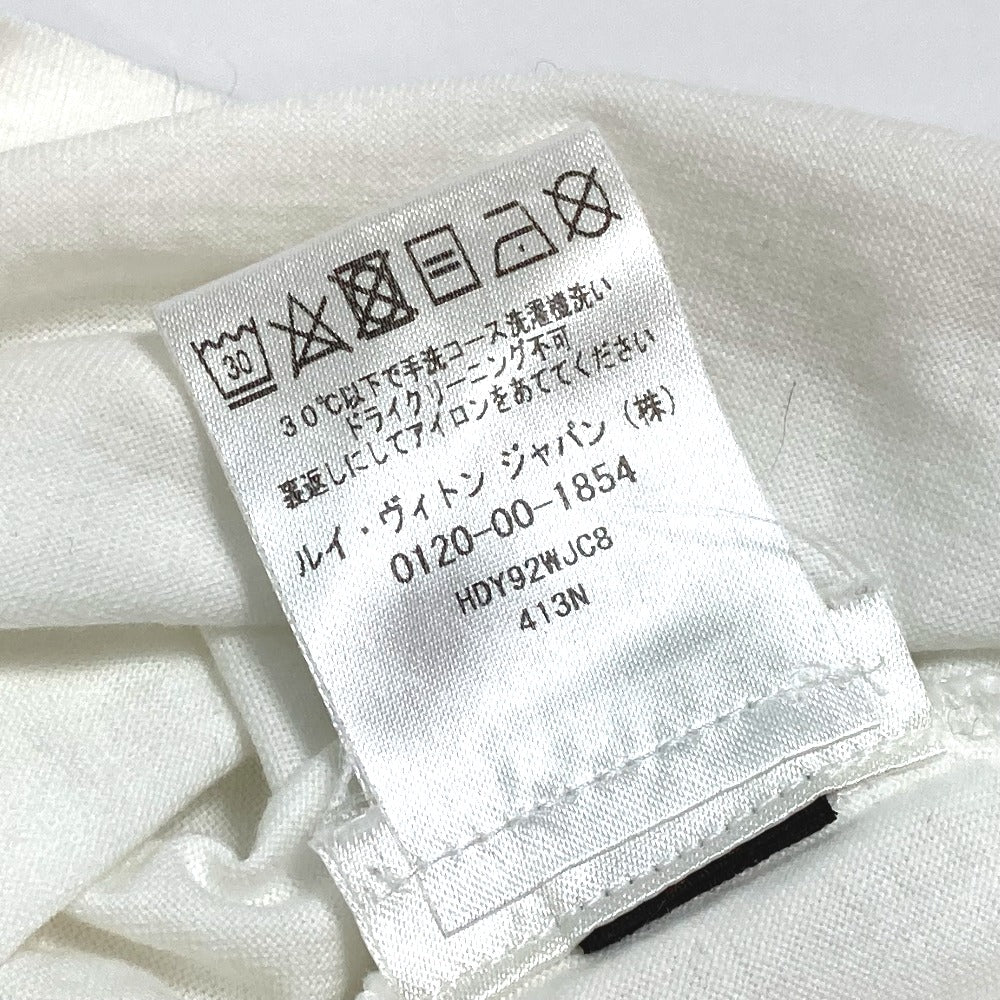 30
30℃以下で手洗コース洗濯機洗い
ドライクリーニング不可
裏返しにしてアイロンをあててください
ルイ・ヴィトン ジャパン（株）
0120-00-1854
HDY92WJC8
413N